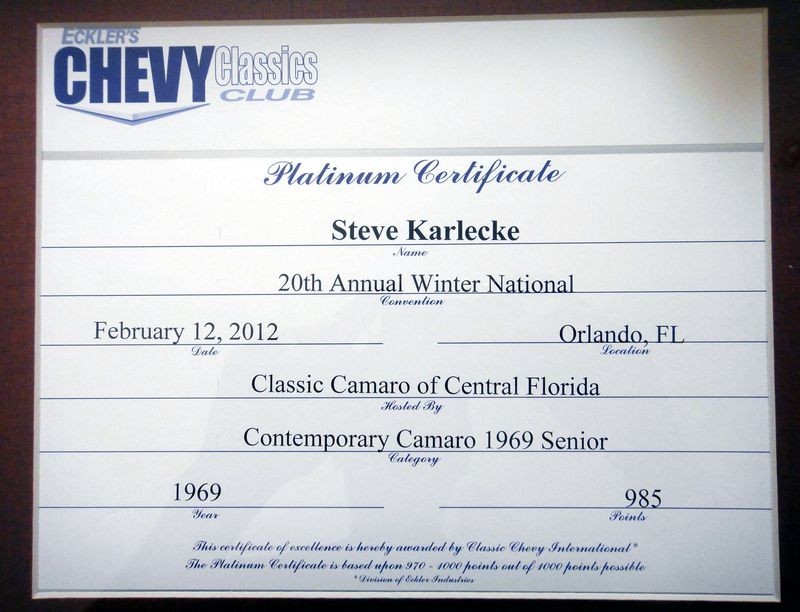 ECKLER'S
CHEVY Classics
CLUB
Platinum Certificate
Steve Karlecke
Name
20th Annual Winter National
Convention
February 12, 2012 Orlando, FL
Date Location
Classic Camaro of Central Florida
Hosted By
Contemporary Camaro 1969 Senior
Category
1969 985
Year Points
This certificate of excellence is hereby awarded by Classic Chevy International*
The Platinum Certificate is based upon 970 - 1000 points out of 1000 points possible
*Division of Eckler Industries